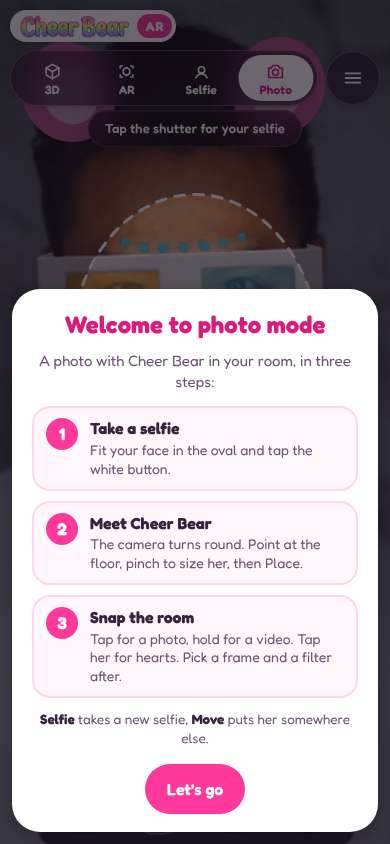 Cheer Bear AR
3D
AR
Selfie
Photo
Tap the shutter for your selfie
Welcome to photo mode
A photo with Cheer Bear in your room, in three
steps:
1
Take a selfie
Fit your face in the oval and tap the
white button.
2
Meet Cheer Bear
The camera turns round. Point at the
floor, pinch to size her, then Place.
3
Snap the room
Tap for a photo, hold for a video. Tap
her for hearts. Pick a frame and a filter
after.
Selfie takes a new selfie, Move puts her somewhere
else.
Let's go